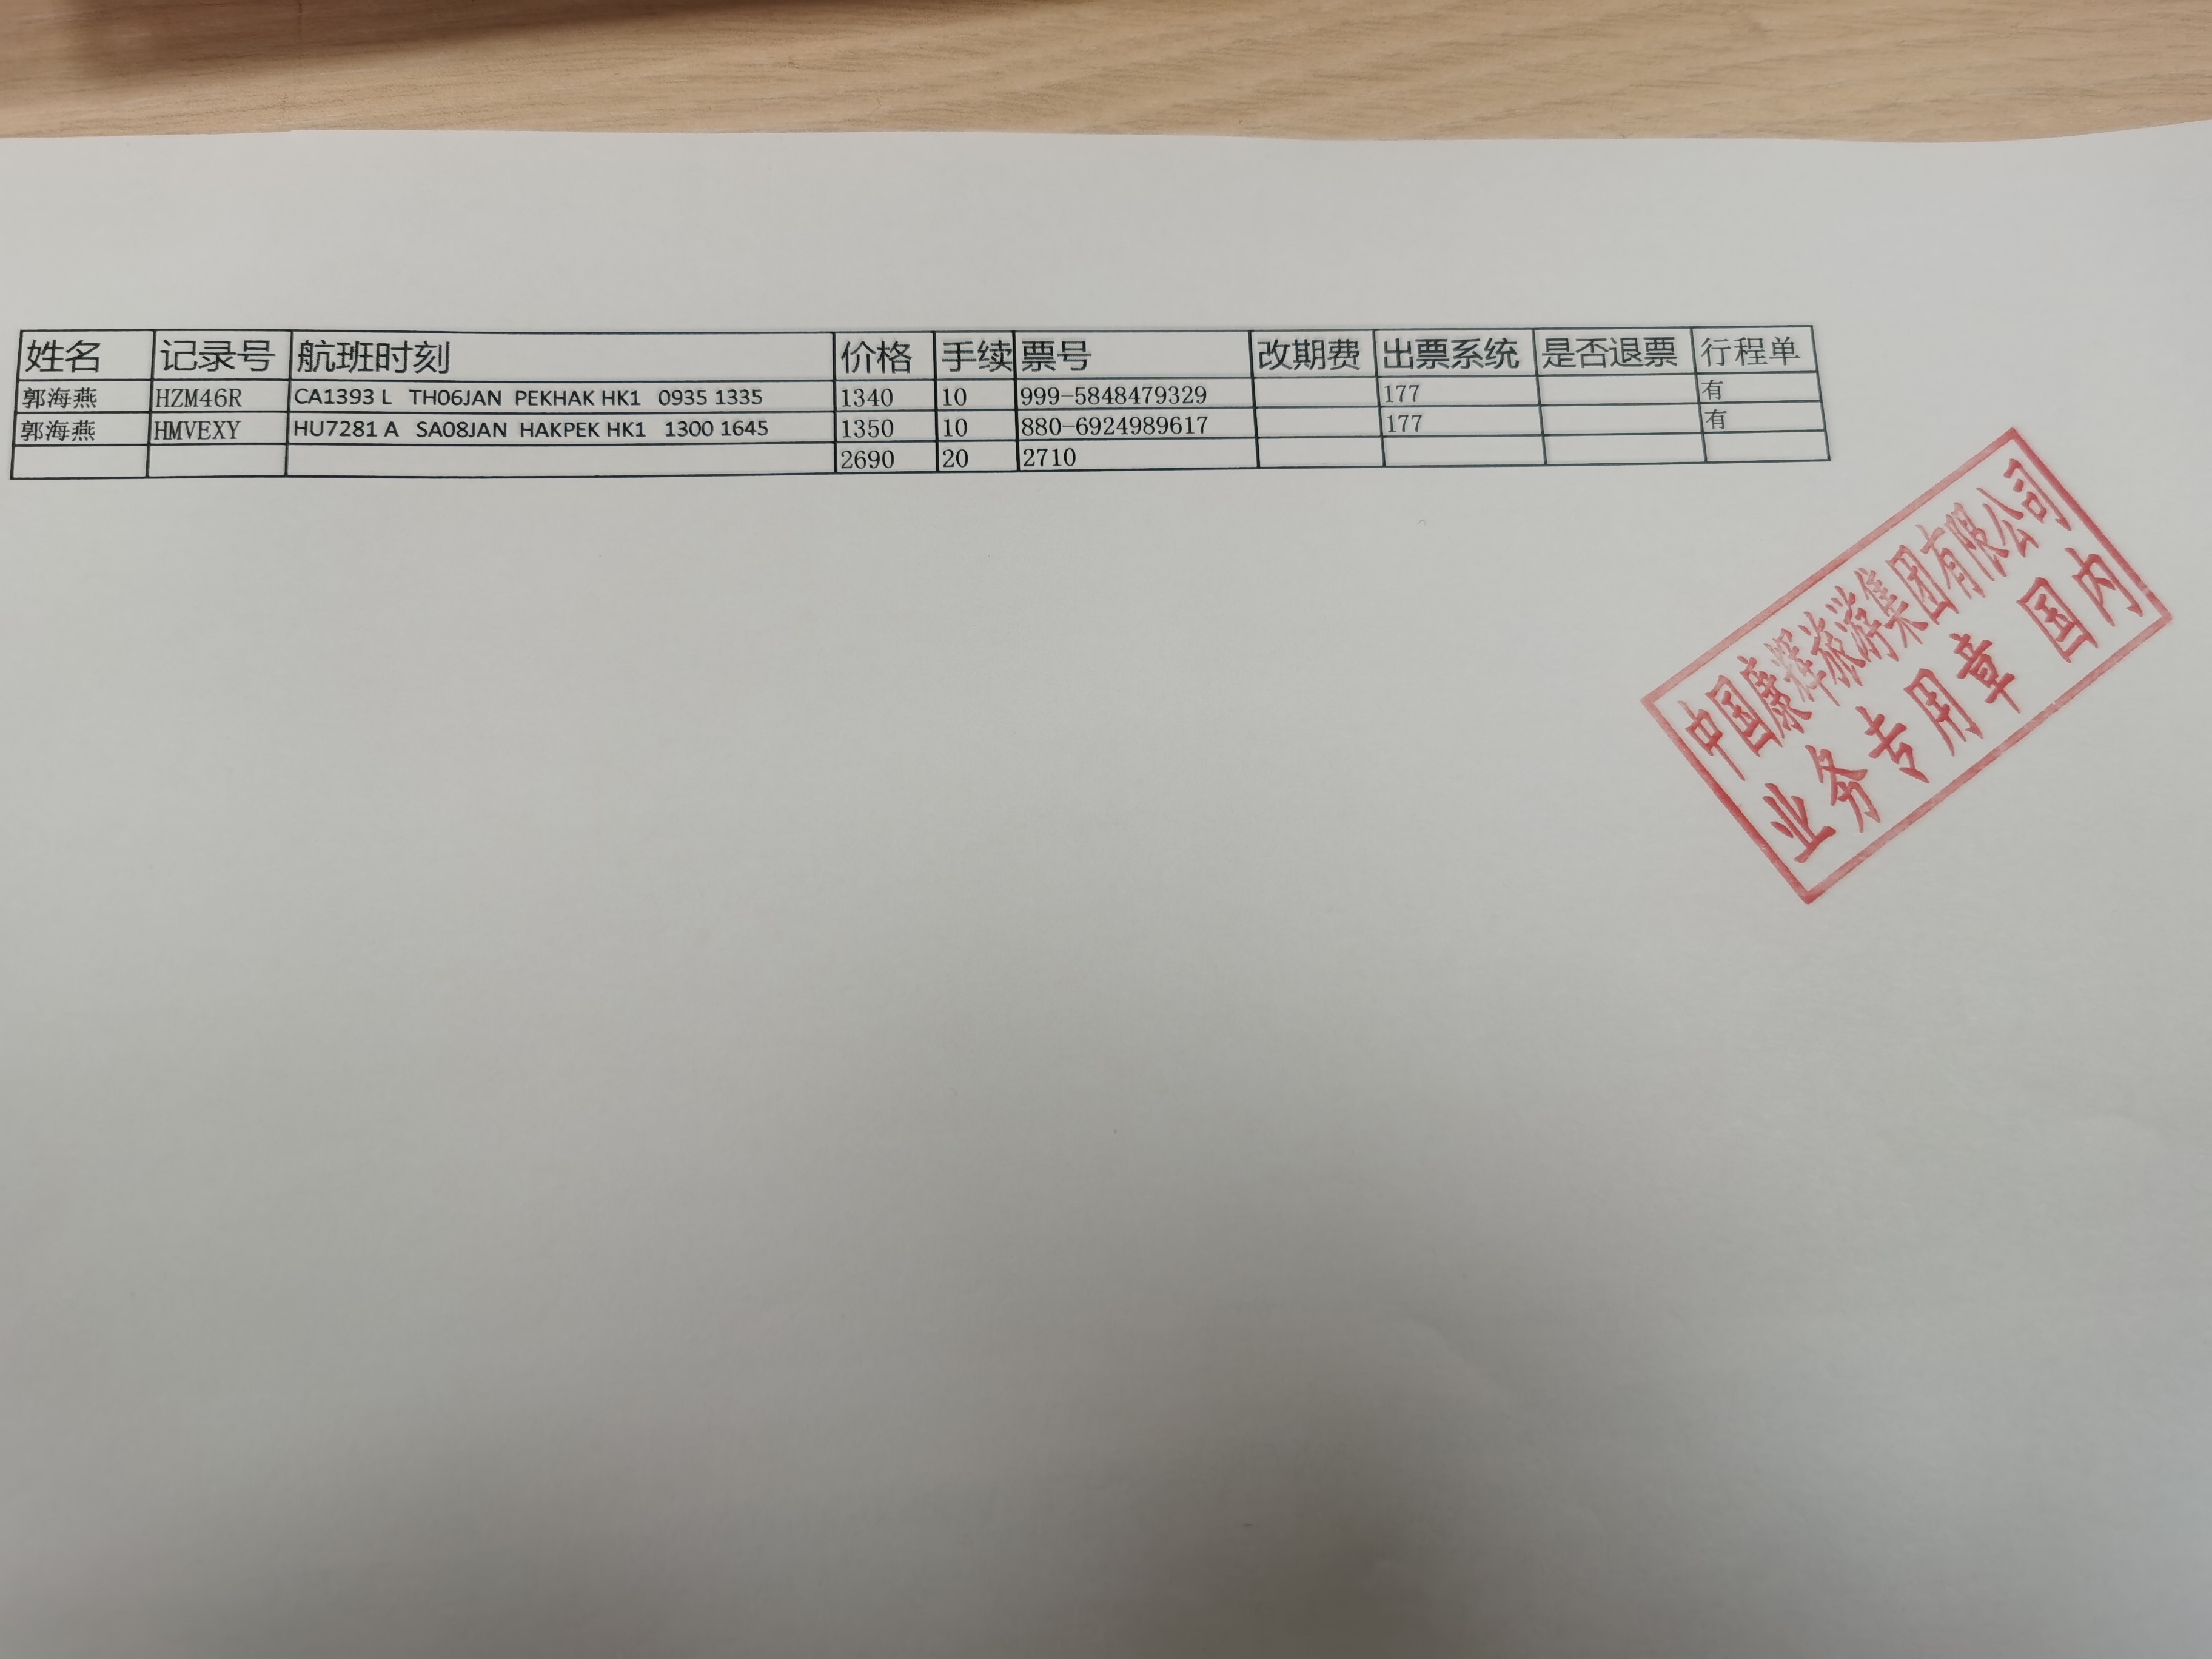 姓名 记录号 航班时刻 价格 手续 票号 改期费 出票系统 是否退票 行程单
郭海燕 HZM46R CA1393 L TH06JAN PEKHAK HK1 0935 1335 1340 10 999-5848479329 177 有
郭海燕 HMVEXY HU7281 A SA08JAN HAKPEK HK1 1300 1645 1350 10 880-6924989617 177 有
2690 20 2710
中国康辉旅游集团有限公司
业务专用章 国内